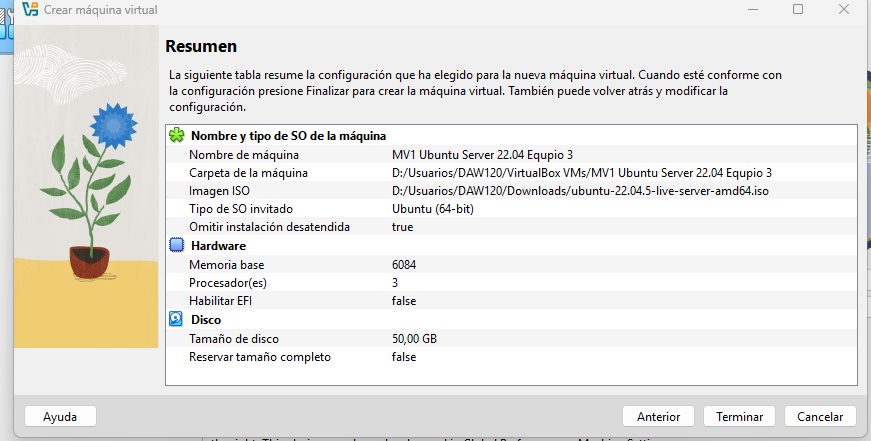 Crear máquina virtual
Resumen
La siguiente tabla resume la configuración que ha elegido para la nueva máquina virtual. Cuando esté conforme con
la configuración presione Finalizar para crear la máquina virtual. También puede volver atrás y modificar la
configuración.
Nombre y tipo de SO de la máquina
Nombre de máquina MV1 Ubuntu Server 22.04 Equpio 3
Carpeta de la máquina D:/Usuarios/DAW120/VirtualBox VMs/MV1 Ubuntu Server 22.04 Equpio 3
Imagen ISO D:/Usuarios/DAW120/Downloads/ubuntu-22.04.5-live-server-amd64.iso
Tipo de SO invitado Ubuntu (64-bit)
Omitir instalación desatendida true
Hardware
Memoria base 6084
Procesador(es) 3
Habilitar EFI false
Disco
Tamaño de disco 50,00 GB
Reservar tamaño completo false
Ayuda Anterior Terminar Cancelar